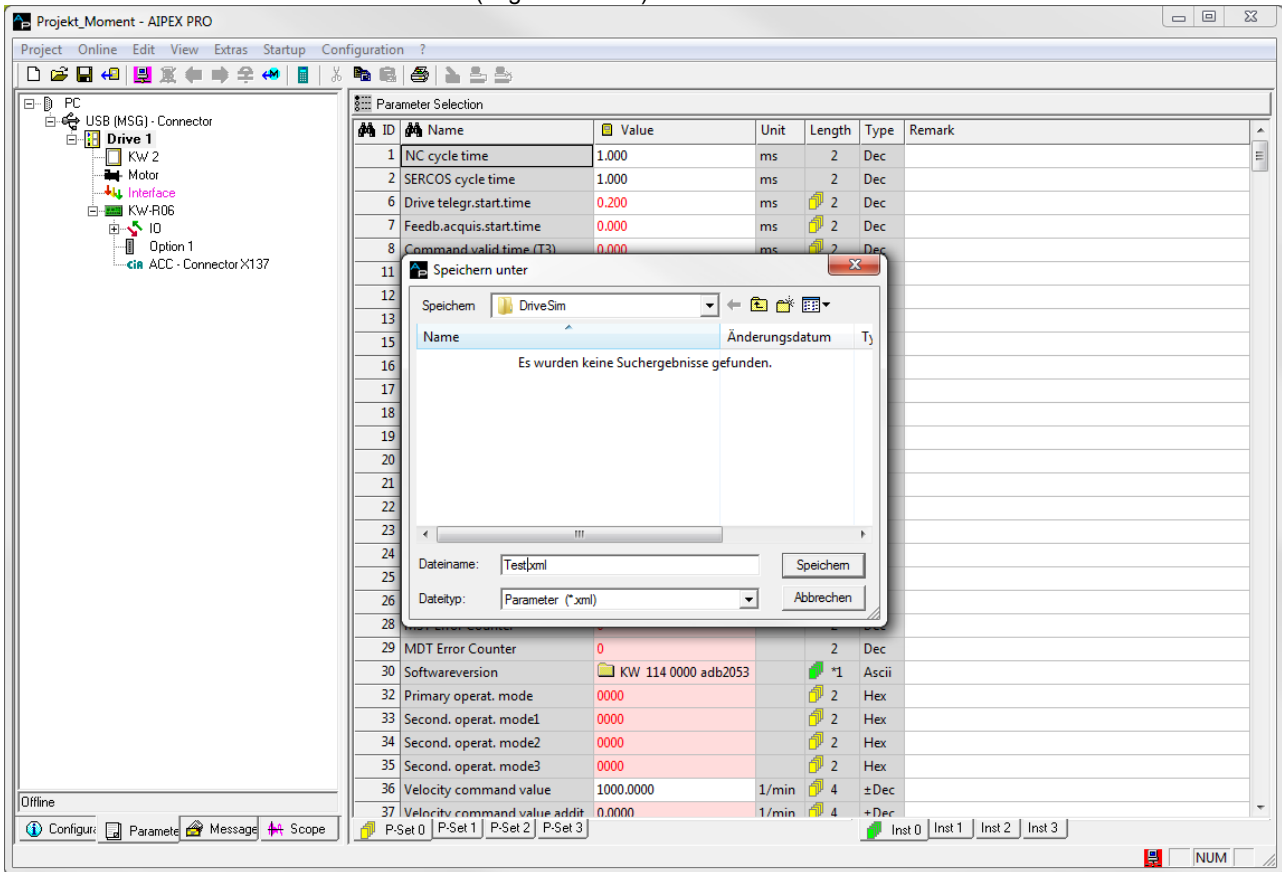 Projekt_Moment - AIPEX PRO
Project Online Edit View Extras Startup Configuration ?
PC
USB (MSG) - Connector
Drive 1
KW 2
Motor
Interface
KW-R06
IO
Option 1
CiA ACC - Connector X137
Offline
Configura Paramete Message Scope
Parameter Selection
ID Name Value Unit Length Type Remark
1 NC cycle time 1.000 ms 2 Dec
2 SERCOS cycle time 1.000 ms 2 Dec
6 Drive telegr.start.time 0.200 ms 2 Dec
7 Feedb.acquis.start.time 0.000 ms 2 Dec
8 Command valid time (T3) 0.000 ms 2 Dec
11
12
13
15
16
17
18
19
20
21
22
23
24
25
26
28 MST Error Counter 0 2 Dec
29 MDT Error Counter 0 2 Dec
30 Softwareversion KW 114 0000 adb2053 *1 Ascii
32 Primary operat. mode 0000 2 Hex
33 Second. operat. mode1 0000 2 Hex
34 Second. operat. mode2 0000 2 Hex
35 Second. operat. mode3 0000 2 Hex
36 Velocity command value 1000.0000 1/min 4 ±Dec
37 Velocity command value addit 0.0000 1/min 4 ±Dec
P-Set 0 P-Set 1 P-Set 2 P-Set 3 Inst 0 Inst 1 Inst 2 Inst 3
NUM
Speichern unter
Speichern DriveSim
Name Änderungsdatum Ty
Es wurden keine Suchergebnisse gefunden.
Dateiname: Test.xml Speichern
Dateityp: Parameter (*.xml) Abbrechen